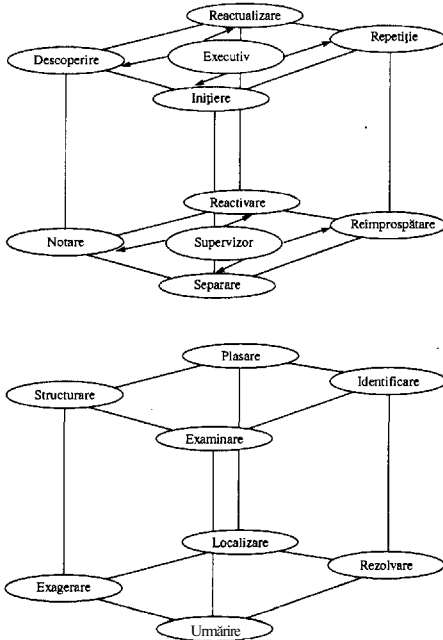 Reactualizare
Repetiție
Executiv
Descoperire
Inițiere
Reactivare
Reîmprospătare
Notare
Supervizor
Separare
Plasare
Identificare
Structurare
Examinare
Localizare
Rezolvare
Exagerare
Urmărire